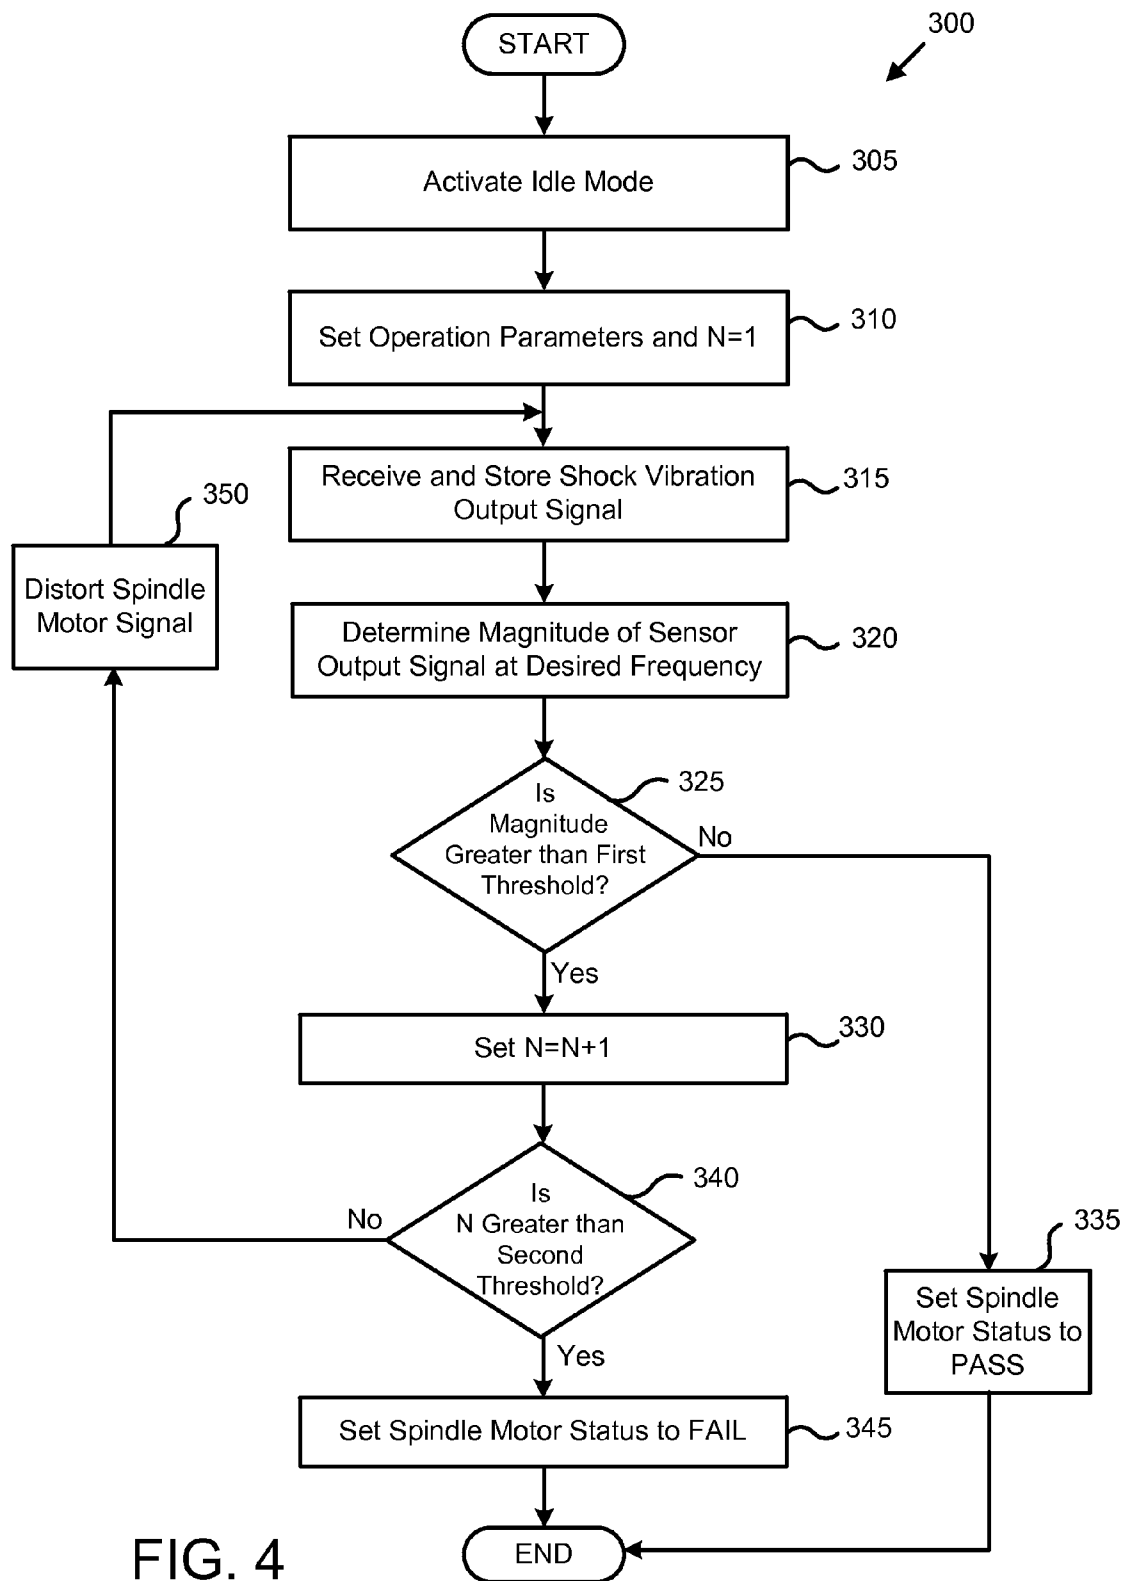 START
300
Activate Idle Mode
305
Set Operation Parameters and N=1
310
Receive and Store Shock Vibration
Output Signal
315
350
Distort Spindle
Motor Signal
Determine Magnitude of Sensor
Output Signal at Desired Frequency
320
Is
Magnitude
Greater than First
Threshold?
325
No
Yes
Set N=N+1
330
Is
N Greater than
Second
Threshold?
340
No
Yes
335
Set Spindle
Motor Status to
PASS
Set Spindle Motor Status to FAIL
345
END
FIG. 4